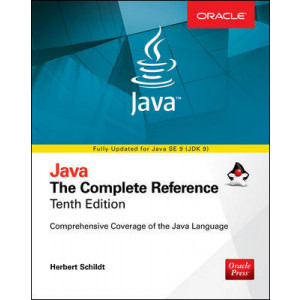 ORACLE
Java™
Fully Updated for Java SE 9 (JDK 9)
Java
The Complete Reference
Tenth Edition
Comprehensive Coverage of the Java Language
Herbert Schildt
Oracle
Press